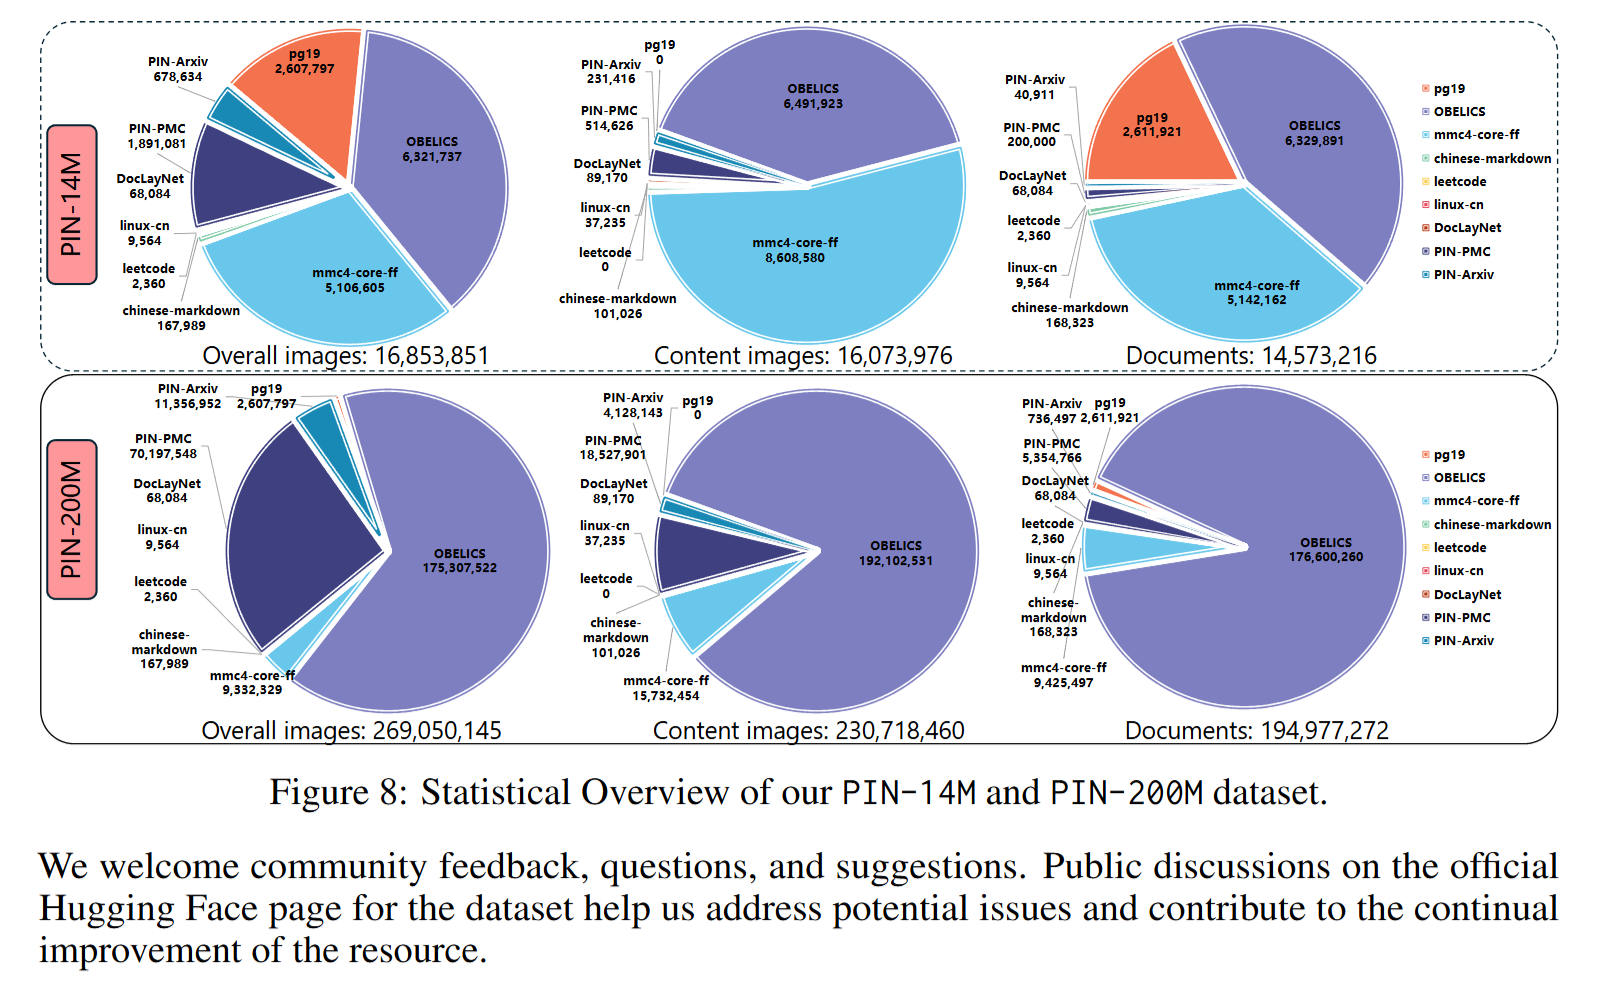 PIN-14M
pg19
2,607,797
PIN-Arxiv
678,634
PIN-PMC
1,891,081
DocLayNet
68,084
linux-cn
9,564
leetcode
2,360
chinese-markdown
167,989
mmc4-core-ff
5,106,605
OBELICS
6,321,737
Overall images: 16,853,851
pg19
0
PIN-Arxiv
231,416
PIN-PMC
514,626
DocLayNet
89,170
linux-cn
37,235
leetcode
0
chinese-markdown
101,026
OBELICS
6,491,923
mmc4-core-ff
8,608,580
Content images: 16,073,976
PIN-Arxiv
40,911
PIN-PMC
200,000
DocLayNet
68,084
leetcode
2,360
linux-cn
9,564
chinese-markdown
168,323
pg19
2,611,921
OBELICS
6,329,891
mmc4-core-ff
5,142,162
Documents: 14,573,216
pg19
OBELICS
mmc4-core-ff
chinese-markdown
leetcode
linux-cn
DocLayNet
PIN-PMC
PIN-Arxiv
PIN-200M
PIN-Arxiv
11,356,952
pg19
2,607,797
PIN-PMC
70,197,548
DocLayNet
68,084
linux-cn
9,564
leetcode
2,360
chinese-
markdown
167,989
mmc4-core-ff
9,332,329
OBELICS
175,307,522
Overall images: 269,050,145
PIN-Arxiv
4,128,143
pg19
0
PIN-PMC
18,527,901
DocLayNet
89,170
linux-cn
37,235
leetcode
0
chinese-
markdown
101,026
mmc4-core-ff
15,732,454
OBELICS
192,102,531
Content images: 230,718,460
PIN-Arxiv
736,497
pg19
2,611,921
PIN-PMC
5,354,766
DocLayNet
68,084
leetcode
2,360
linux-cn
9,564
chinese-
markdown
168,323
mmc4-core-ff
9,425,497
OBELICS
176,600,260
Documents: 194,977,272
pg19
OBELICS
mmc4-core-ff
chinese-markdown
leetcode
linux-cn
DocLayNet
PIN-PMC
PIN-Arxiv
Figure 8: Statistical Overview of our PIN-14M and PIN-200M dataset.
We welcome community feedback, questions, and suggestions. Public discussions on the official
Hugging Face page for the dataset help us address potential issues and contribute to the continual
improvement of the resource.